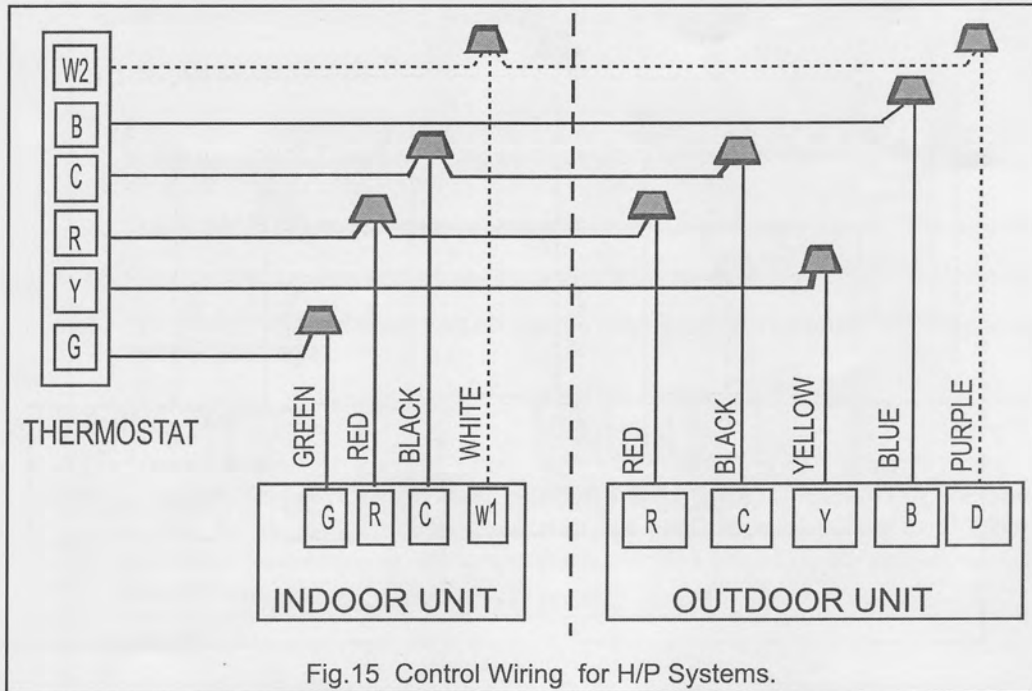 W2
B
C
R
Y
G
THERMOSTAT
GREEN
RED
BLACK
WHITE
RED
BLACK
YELLOW
BLUE
PURPLE
G R C W1
R C Y B D
INDOOR UNIT
OUTDOOR UNIT
Fig.15 Control Wiring for H/P Systems.